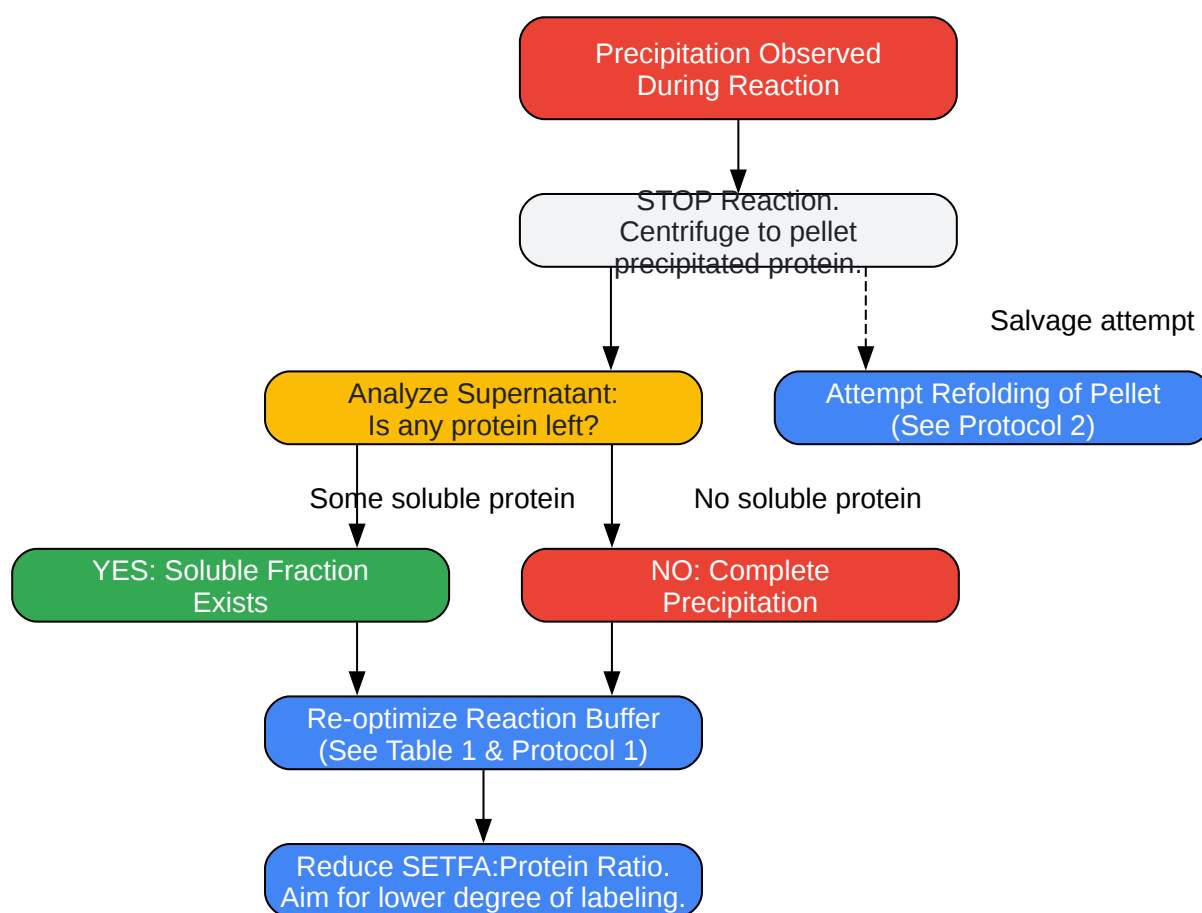 Precipitation Observed
During Reaction
STOP Reaction.
Centrifuge to pellet
precipitated protein.
Salvage attempt
Analyze Supernatant:
Is any protein left?
Attempt Refolding of Pellet
(See Protocol 2)
Some soluble protein
No soluble protein
YES: Soluble Fraction
Exists
NO: Complete
Precipitation
Re-optimize Reaction Buffer
(See Table 1 & Protocol 1)
Reduce SETFA:Protein Ratio.
Aim for lower degree of labeling.